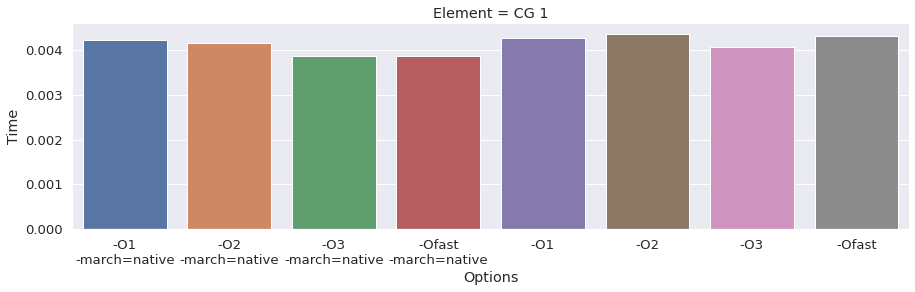 Element = CG 1
Time
0.004
0.003
0.002
0.001
0.000
-O1
-march=native
-O2
-march=native
-O3
-march=native
-Ofast
-march=native
-O1
-O2
-O3
-Ofast
Options